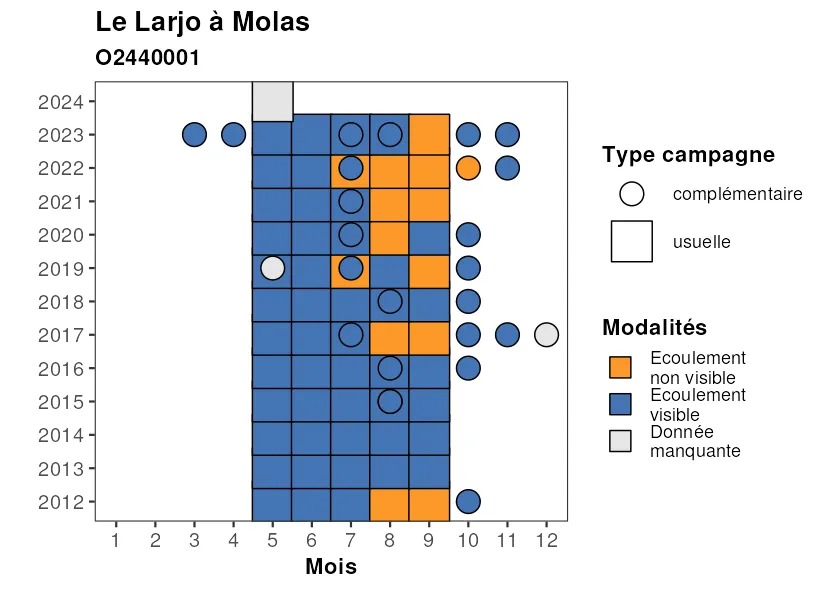 Le Larjo à Molas
O2440001
2024
2023
2022
2021
2020
2019
2018
2017
2016
2015
2014
2013
2012
1 2 3 4 5 6 7 8 9 10 11 12
Mois
Type campagne
complémentaire
usuelle
Modalités
Ecoulement
non visible
Ecoulement
visible
Donnée
manquante